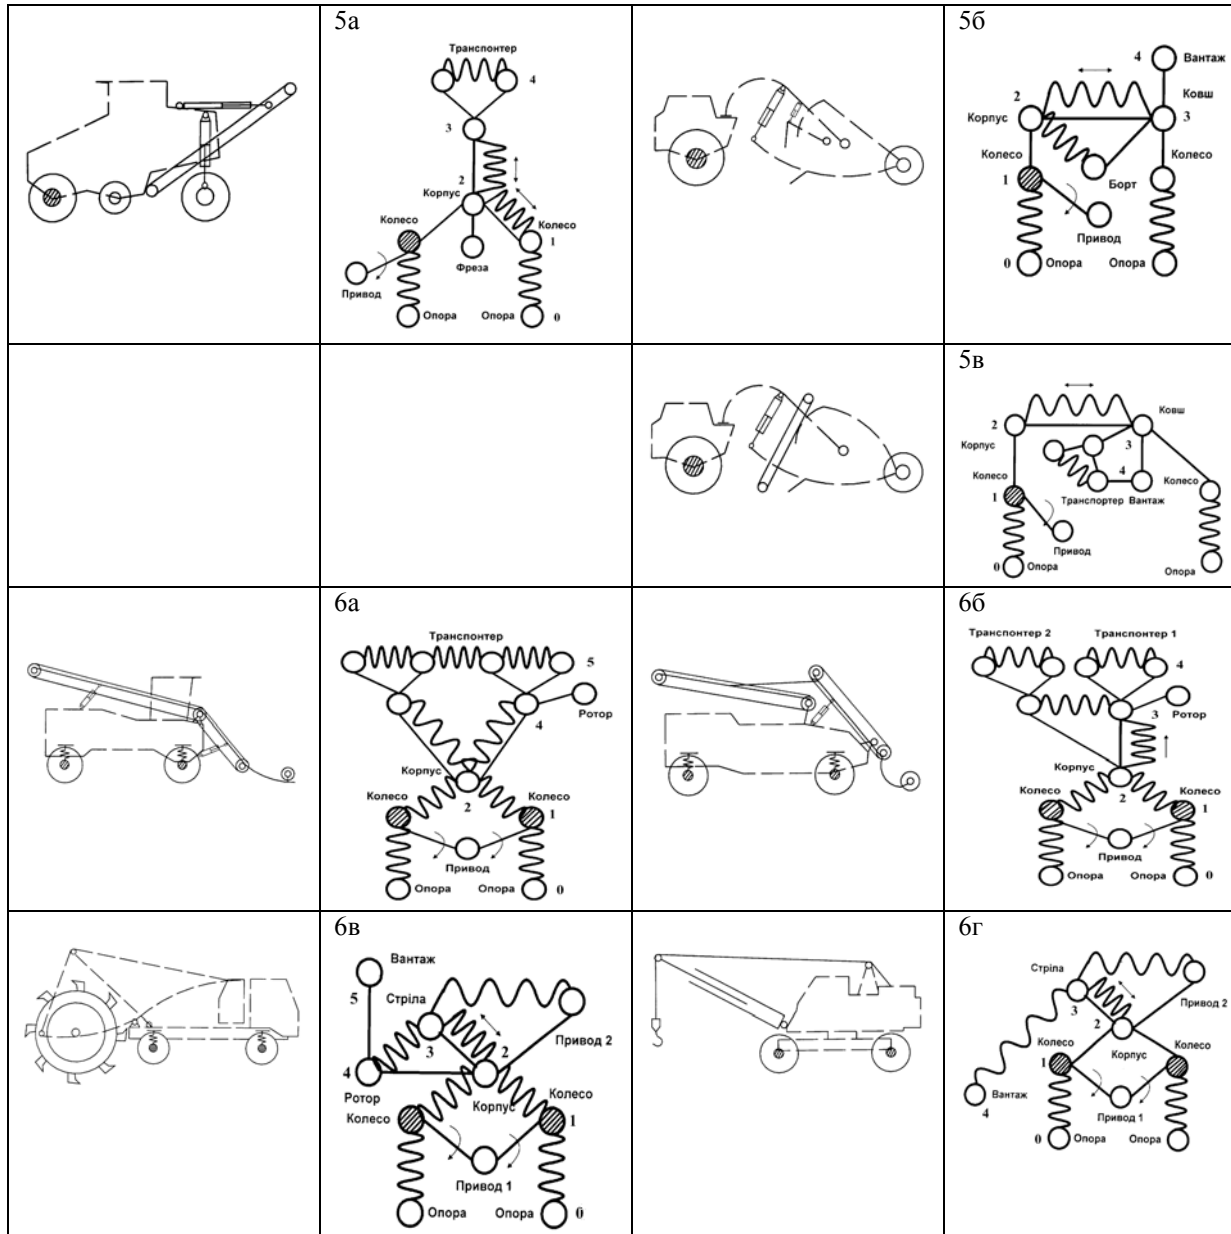 5а
Транспонтер
4
3
2
Корпус
Колесо
Колесо
1
Фреза
Привод
Опора
Опора
0
5б
4
Вантаж
Ковш
2
Корпус
3
Колесо
Колесо
1
Борт
Привод
0
Опора
Опора
5в
Ковш
2
3
Корпус
4
Колесо
Колесо
1
Транспортер
Вантаж
Привод
0
Опора
Опора
6а
Транспонтер
5
Ротор
4
Корпус
Колесо
2
Колесо
1
Привод
Опора
Опора
0
6б
Транспонтер 2
Транспонтер 1
4
3
Ротор
Корпус
Колесо
2
Колесо
1
Привод
Опора
Опора
0
6в
Вантаж
5
Стріла
Привод 2
3
2
4
Ротор
Корпус
Колесо
Колесо
1
Привод 1
Опора
Опора
0
6г
Стріла
Привод 2
3
2
Колесо
Корпус
Колесо
1
Вантаж
4
Привод 1
0
Опора
Опора